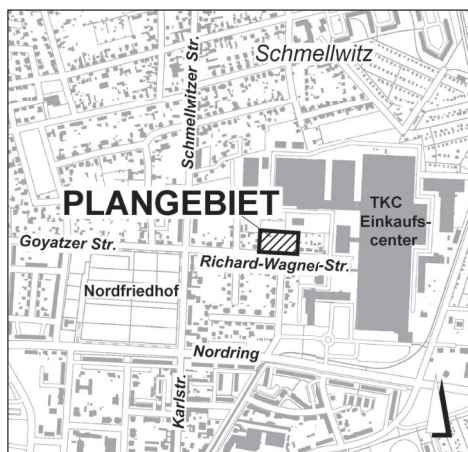 Schmellwitz
Schmellwitzer Str.
PLANGEBIET
TKC
Einkaufs-
center
Goyatzer Str.
Richard-Wagner-Str.
Nordfriedhof
Nordring
Karlstr.